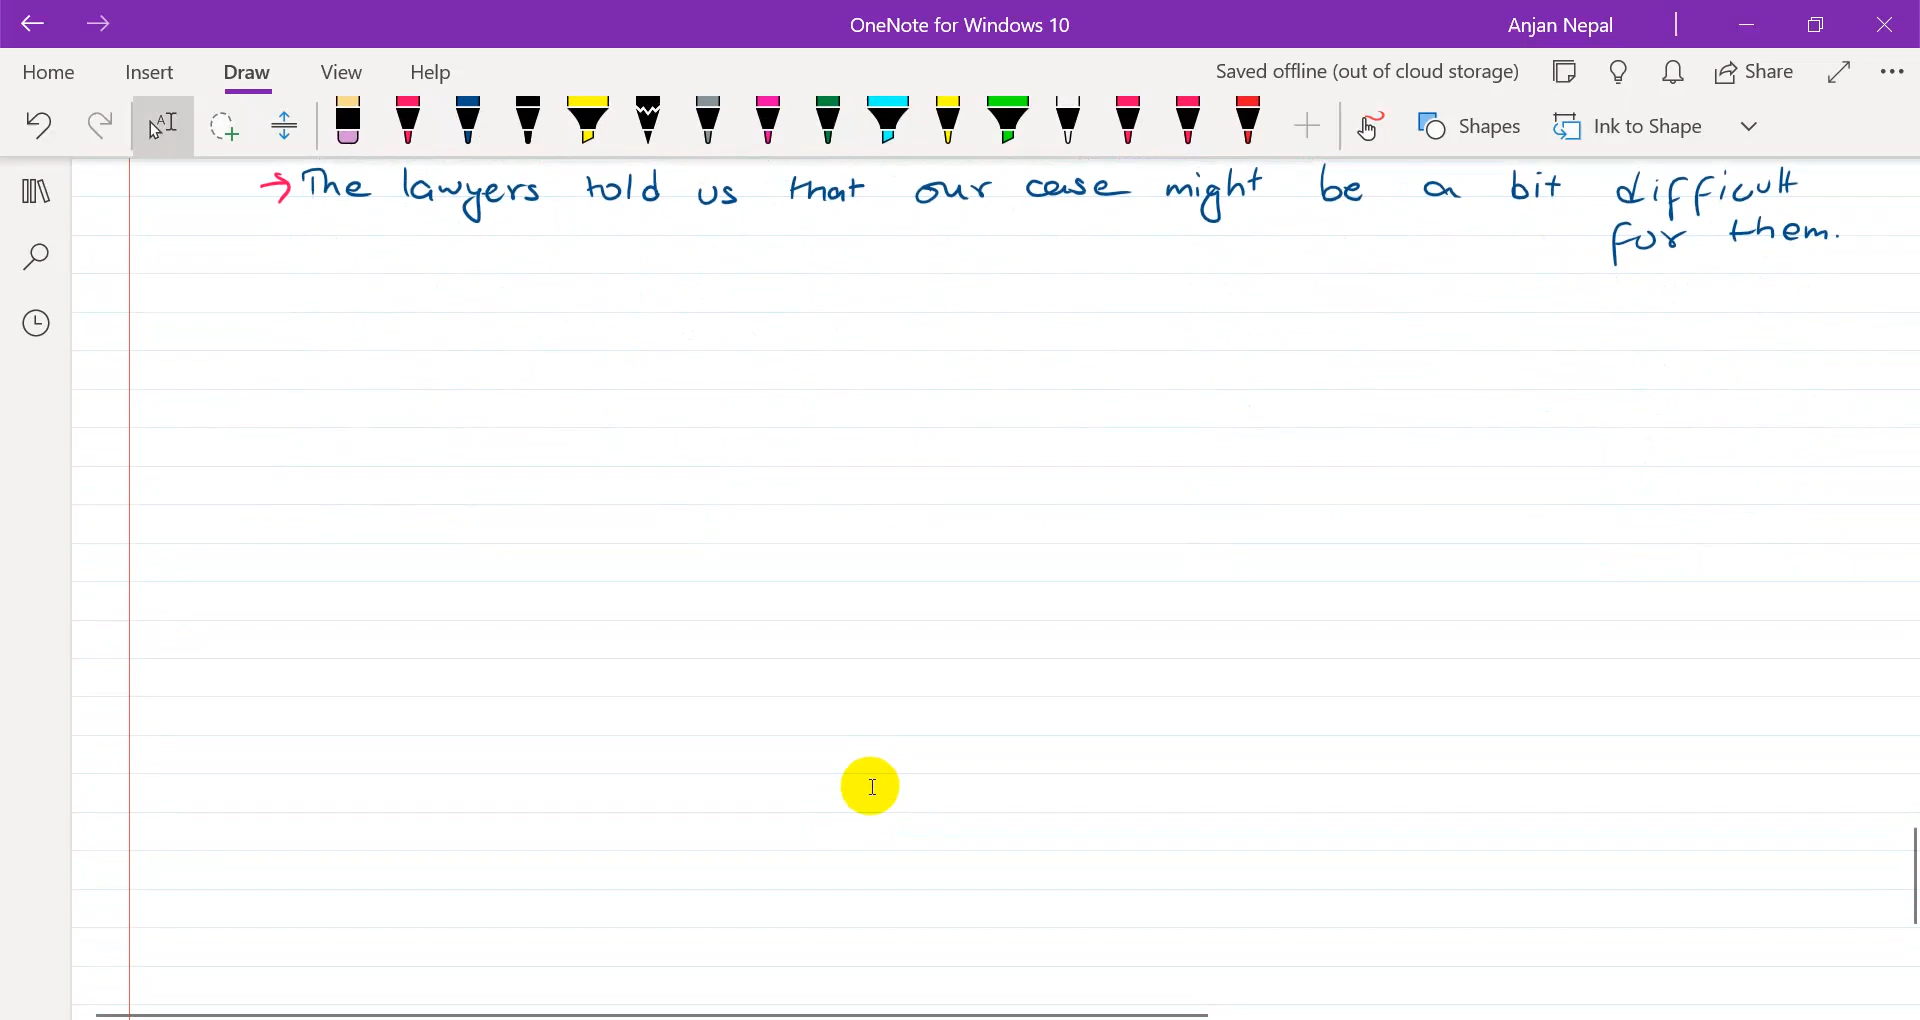 OneNote for Windows 10
Anjan Nepal
Home Insert Draw View Help
Saved offline (out of cloud storage)
Share
Shapes
Ink to Shape
→ The lawyers told us that our case might be a bit difficult
for them.